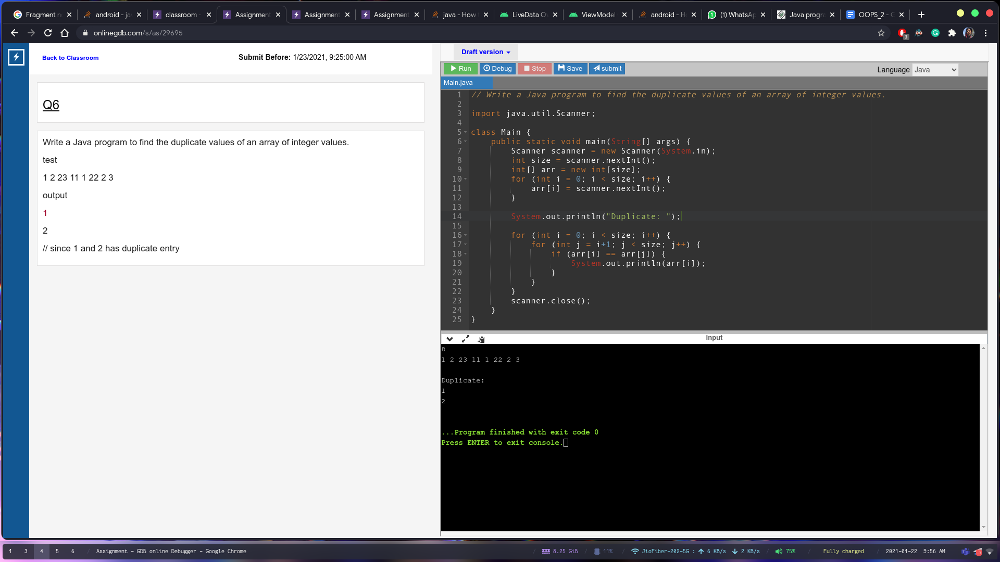 Fragment n
android - ja
classroom -
Assignment
Assignment
Assignment
java - How t
LiveData Ov
ViewModel
android - H
(1) WhatsAp
Java progra
OOPS_2 - G
onlinegdb.com/s/as/29695
3
Back to Classroom
Submit Before: 1/23/2021, 9:25:00 AM
Q6
Write a Java program to find the duplicate values of an array of integer values.
test
1 2 23 11 1 22 2 3
output
1
2
// since 1 and 2 has duplicate entry
Draft version
Run Debug Stop Save submit
Language Java
Main.java
1 // Write a Java program to find the duplicate values of an array of integer values.
2
3 import java.util.Scanner;
4
5 class Main {
6 public static void main(String[] args) {
7 Scanner scanner = new Scanner(System.in);
8 int size = scanner.nextInt();
9 int[] arr = new int[size];
10 for (int i = 0; i < size; i++) {
11 arr[i] = scanner.nextInt();
12 }
13
14 System.out.println("Duplicate: ");
15
16 for (int i = 0; i < size; i++) {
17 for (int j = i+1; j < size; j++) {
18 if (arr[i] == arr[j]) {
19 System.out.println(arr[i]);
20 }
21 }
22 }
23 scanner.close();
24 }
25 }
input
8
1 2 23 11 1 22 2 3
Duplicate:
1
2
...Program finished with exit code 0
Press ENTER to exit console.
1 3 4 5 6 / Assignment - GDB online Debugger - Google Chrome / 8.25 GiB / 11% / JioFiber-202-5G : 6 KB/s 2 KB/s / 75% / Fully charged / 2021-01-22 9:56 AM